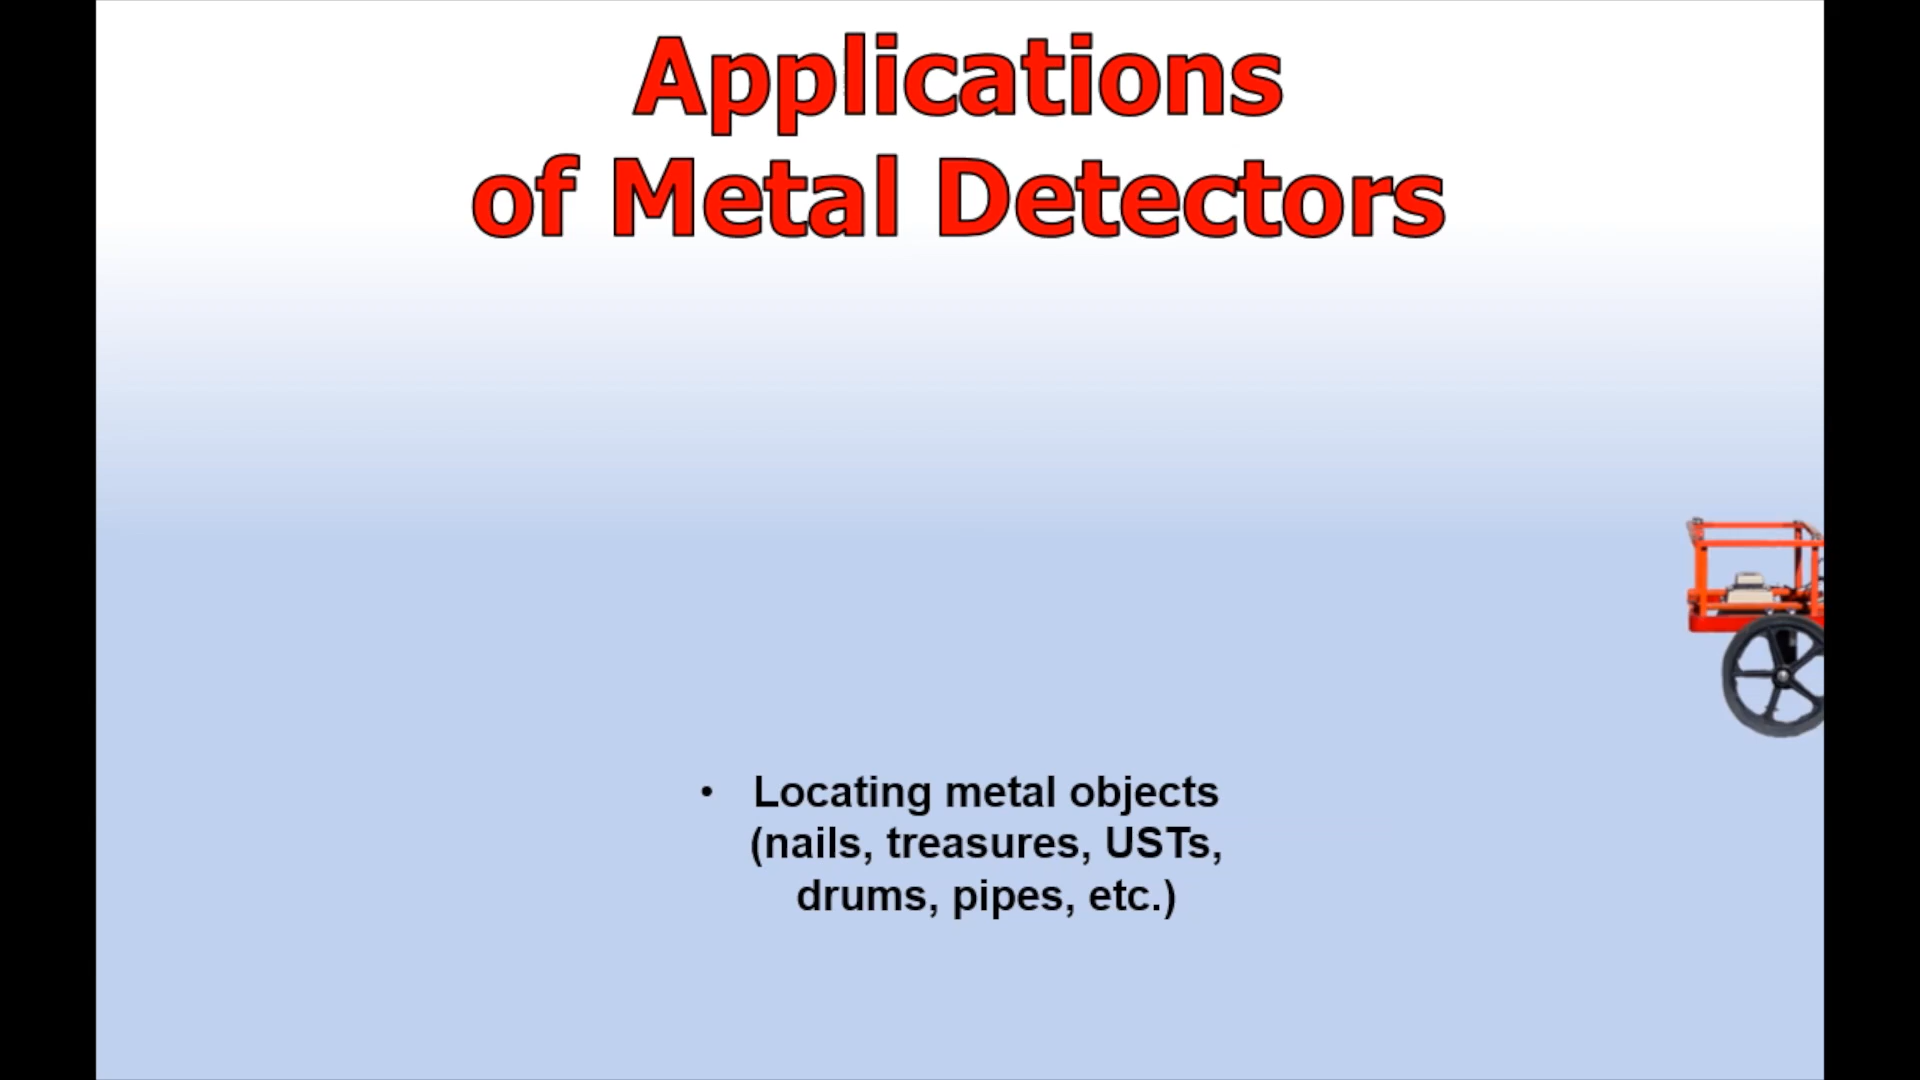 Applications
of Metal Detectors
• Locating metal objects
(nails, treasures, USTs,
drums, pipes, etc.)